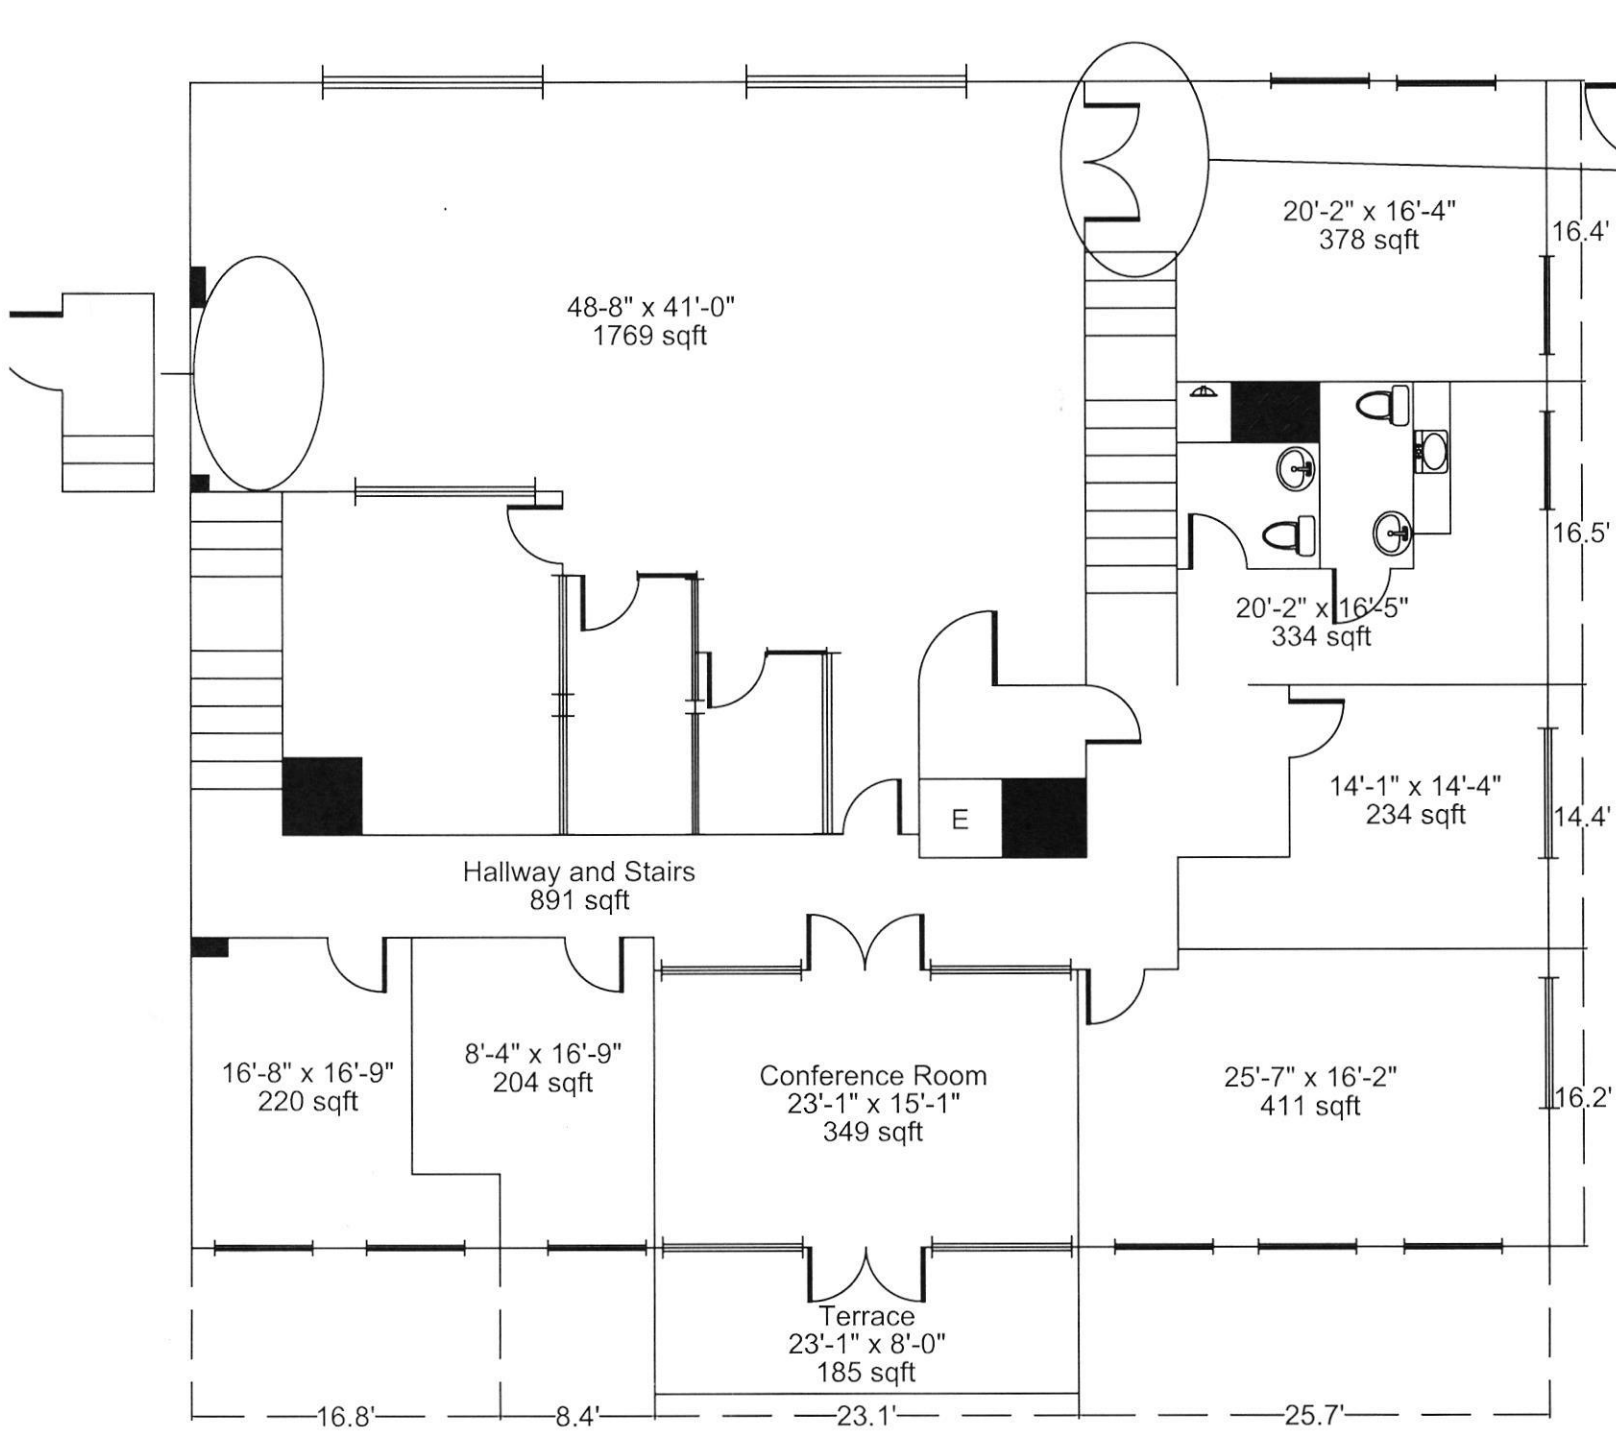 20'-2" x 16'-4"
378 sqft
16.4'
48-8" x 41'-0"
1769 sqft
16.5'
20'-2" x 16'-5"
334 sqft
14'-1" x 14'-4"
234 sqft
14.4'
E
Hallway and Stairs
891 sqft
16'-8" x 16'-9"
220 sqft
8'-4" x 16'-9"
204 sqft
Conference Room
23'-1" x 15'-1"
349 sqft
25'-7" x 16'-2"
411 sqft
16.2'
Terrace
23'-1" x 8'-0"
185 sqft
16.8'
8.4'
23.1'
25.7'